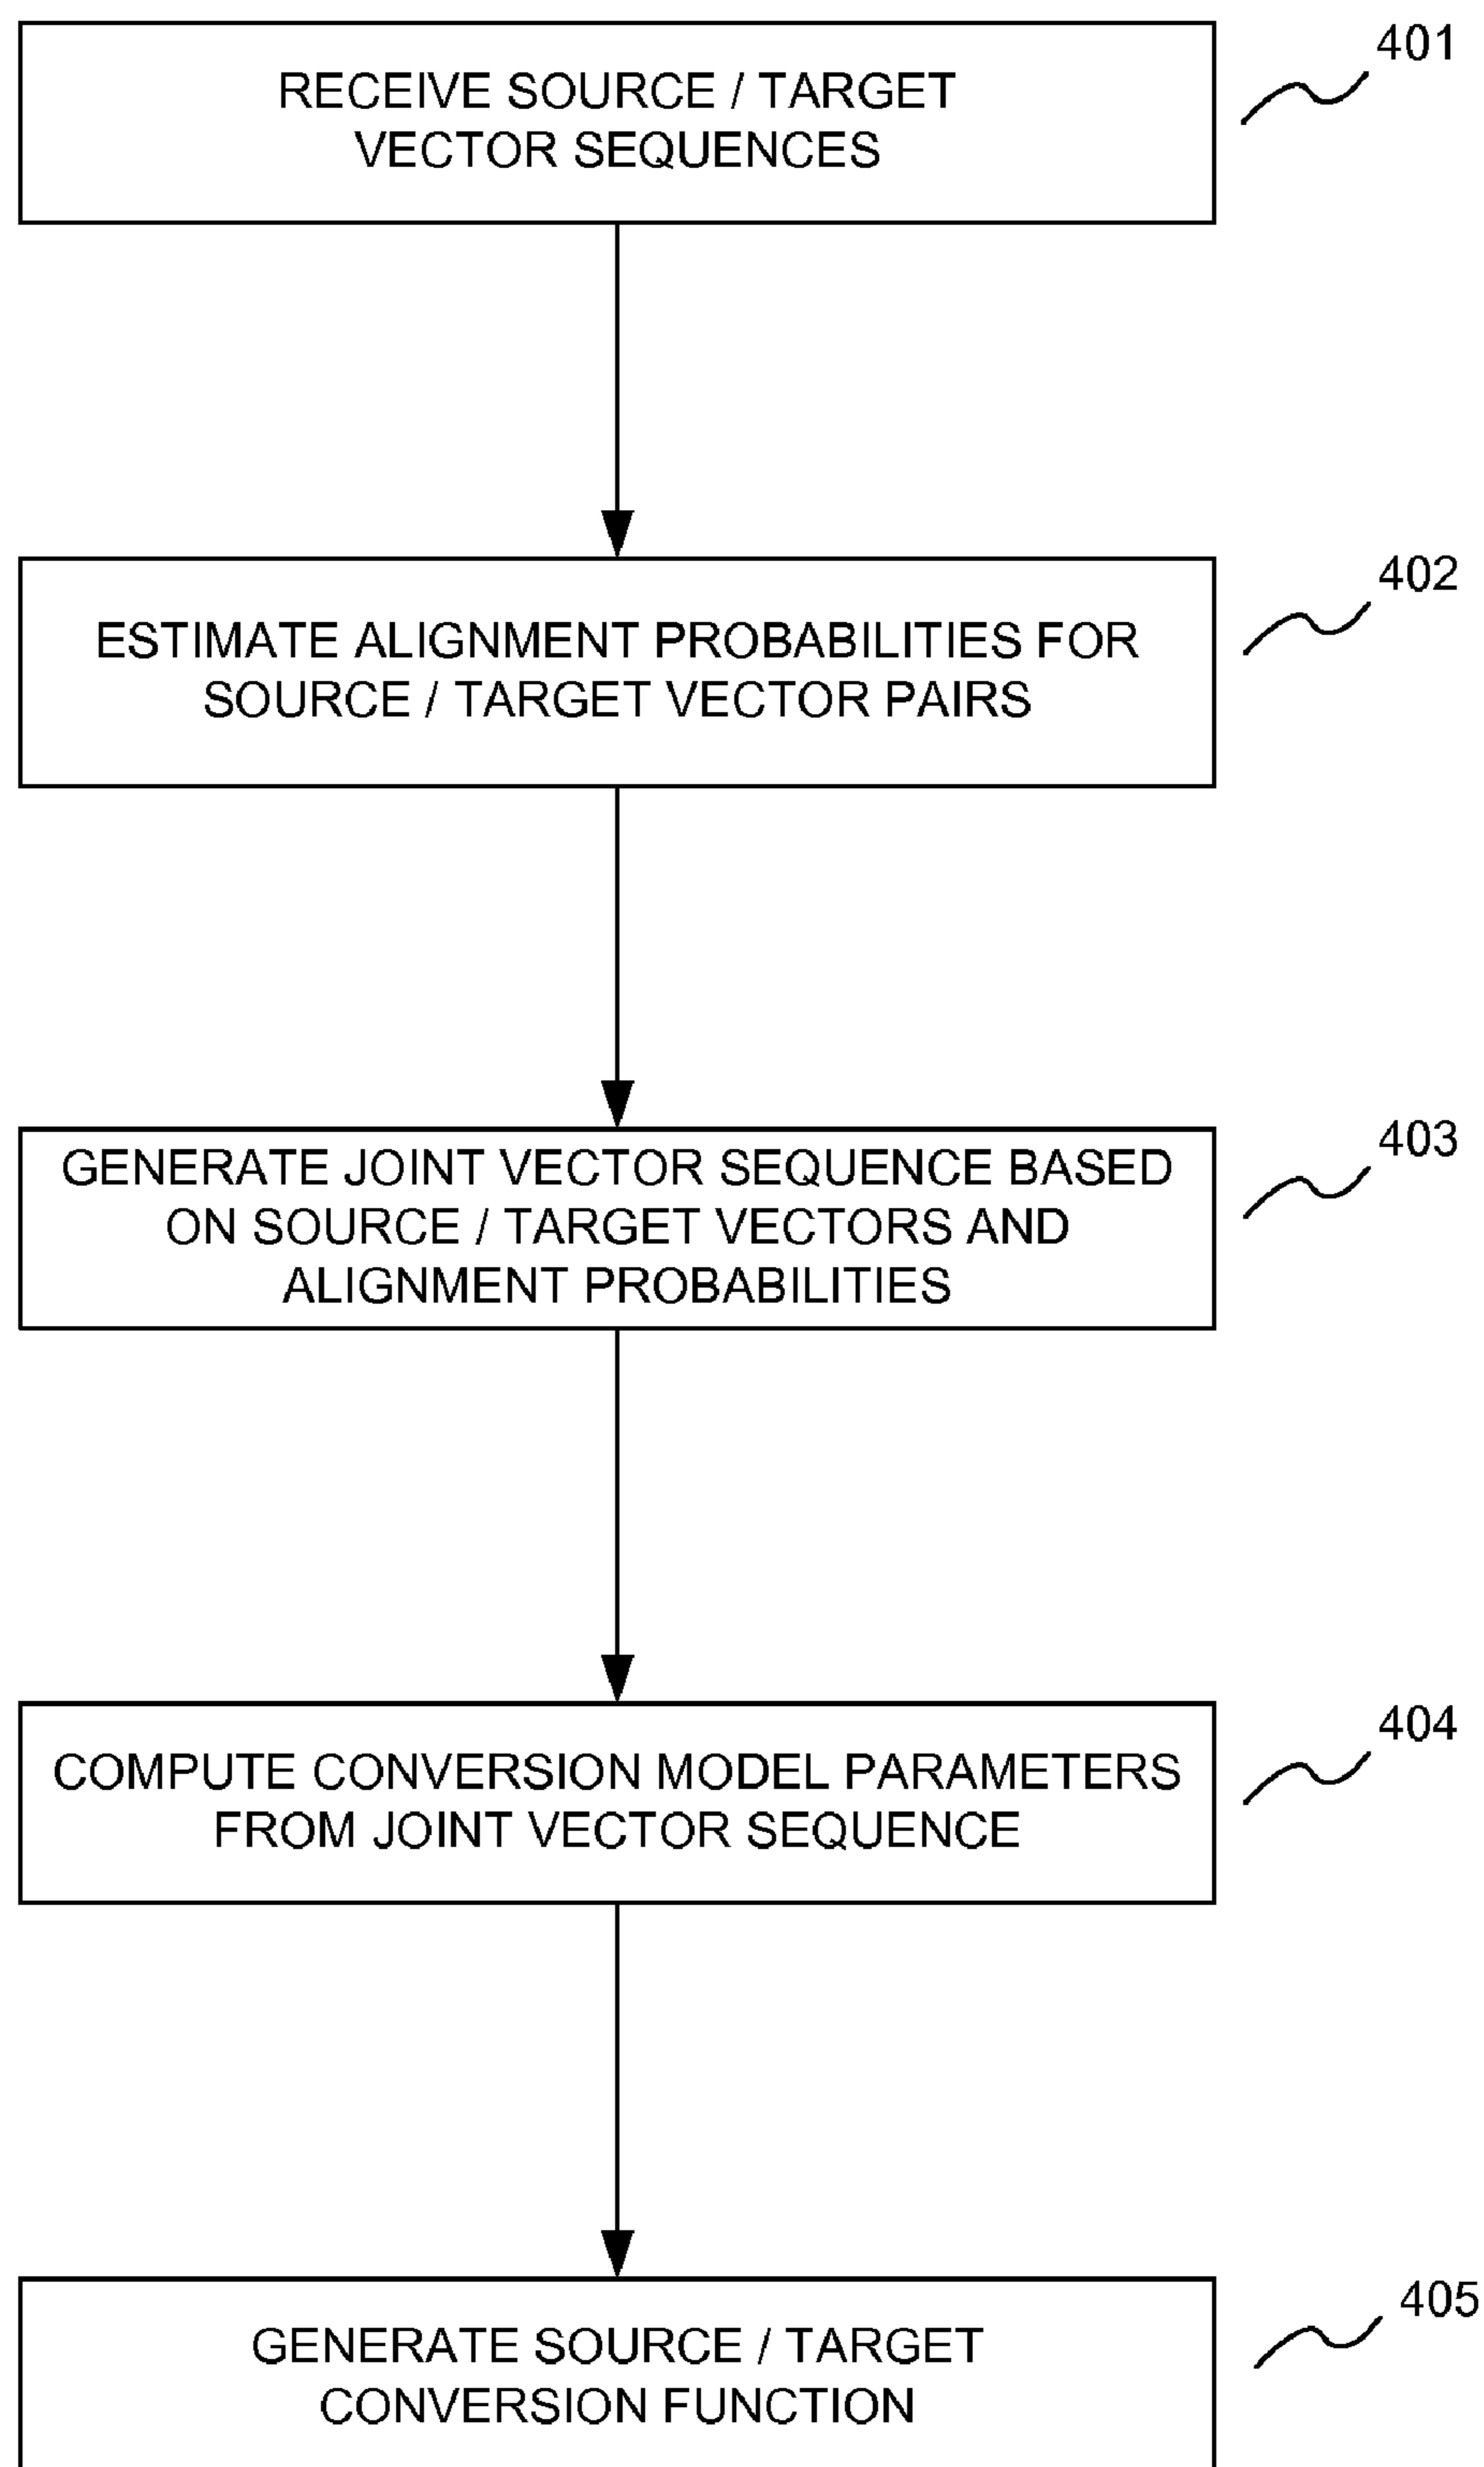 401
RECEIVE SOURCE / TARGET
VECTOR SEQUENCES
402
ESTIMATE ALIGNMENT PROBABILITIES FOR
SOURCE / TARGET VECTOR PAIRS
403
GENERATE JOINT VECTOR SEQUENCE BASED
ON SOURCE / TARGET VECTORS AND
ALIGNMENT PROBABILITIES
404
COMPUTE CONVERSION MODEL PARAMETERS
FROM JOINT VECTOR SEQUENCE
405
GENERATE SOURCE / TARGET
CONVERSION FUNCTION